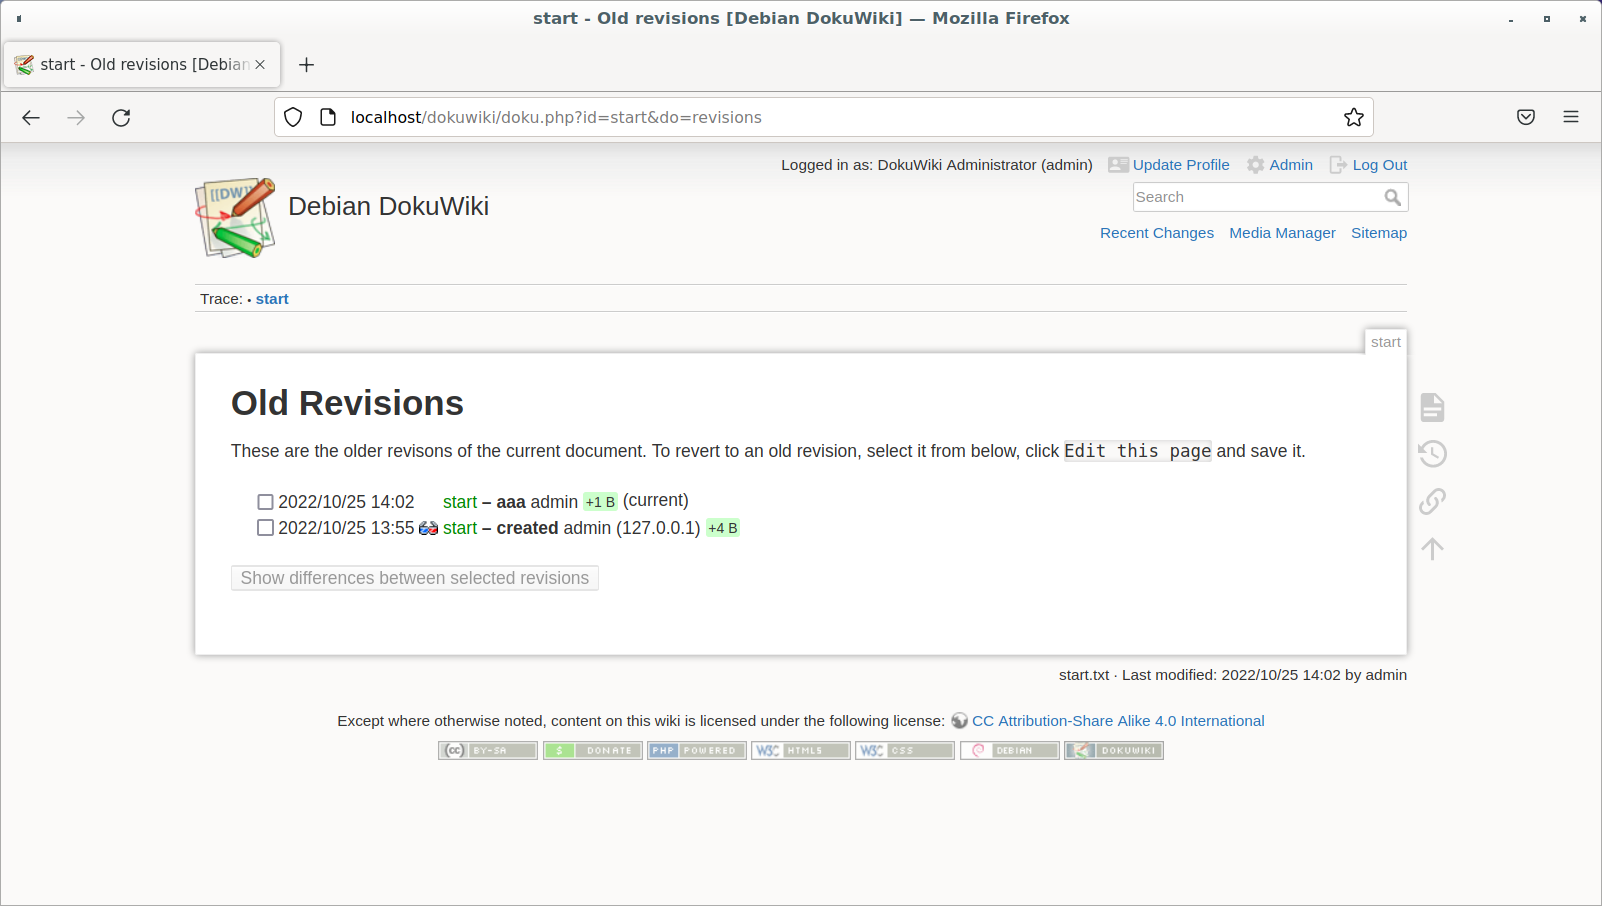 start - Old revisions [Debian DokuWiki] — Mozilla Firefox
start - Old revisions [Debian
localhost/dokuwiki/doku.php?id=start&do=revisions
Logged in as: DokuWiki Administrator (admin) Update Profile Admin Log Out
[[DW]]
Debian DokuWiki
Search
Recent Changes Media Manager Sitemap
Trace: • start
start
Old Revisions
These are the older revisons of the current document. To revert to an old revision, select it from below, click Edit this page and save it.
2022/10/25 14:02 start – aaa admin +1 B (current)
2022/10/25 13:55 start – created admin (127.0.0.1) +4 B
Show differences between selected revisions
start.txt · Last modified: 2022/10/25 14:02 by admin
Except where otherwise noted, content on this wiki is licensed under the following license: CC Attribution-Share Alike 4.0 International
(cc) BY-SA $ DONATE PHP POWERED W3C HTML5 W3C CSS DEBIAN DOKUWIKI